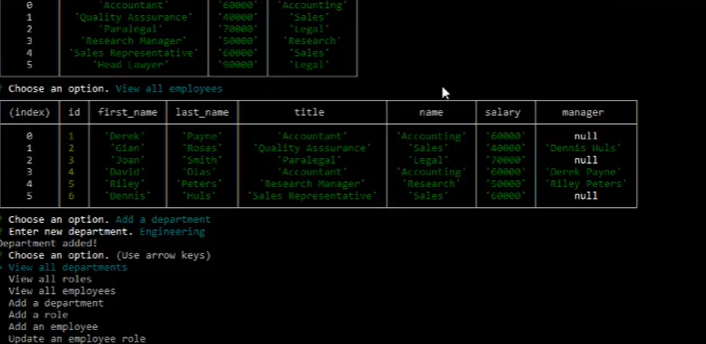 0 'Accountant' '60000' 'Accounting'
1 'Quality Asssurance' '40000' 'Sales'
2 'Paralegal' '70000' 'Legal'
3 'Research Manager' '50000' 'Research'
4 'Sales Representative' '60000' 'Sales'
5 'Head Lawyer' '90000' 'Legal'
? Choose an option. View all employees
(index) id first_name last_name title name salary manager
0 1 'Derek' 'Payne' 'Accountant' 'Accounting' '60000' null
1 2 'Gian' 'Rosas' 'Quality Asssurance' 'Sales' '40000' 'Dennis Huls'
2 3 'Joan' 'Smith' 'Paralegal' 'Legal' '70000' null
3 4 'David' 'Dias' 'Accountant' 'Accounting' '60000' 'Derek Payne'
4 5 'Riley' 'Peters' 'Research Manager' 'Research' '50000' 'Riley Peters'
5 6 'Dennis' 'Huls' 'Sales Representative' 'Sales' '60000' null
? Choose an option. Add a department
? Enter new department. Engineering
Department added!
? Choose an option. (Use arrow keys)
> View all departments
View all roles
View all employees
Add a department
Add a role
Add an employee
Update an employee role